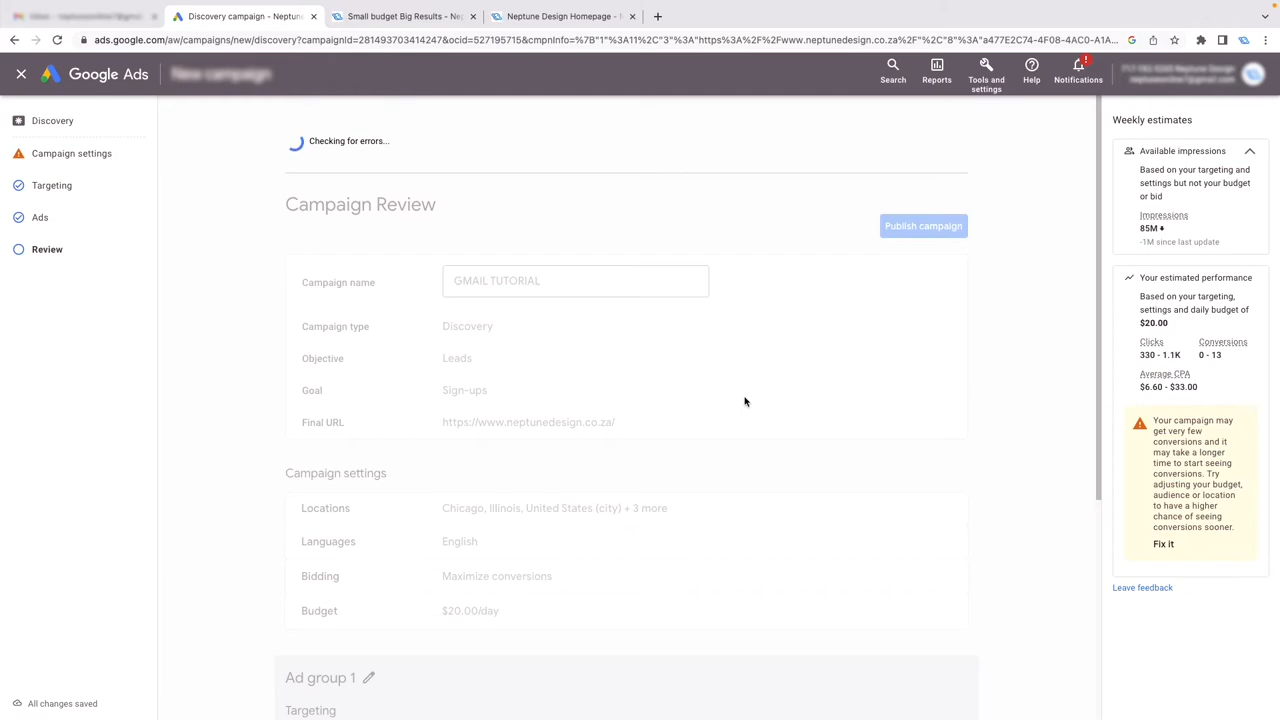 Discovery campaign - Neptune
Small budget Big Results - Ne
Neptune Design Homepage - N
ads.google.com/aw/campaigns/new/discovery?campaignId=281493703414247&ocid=527195715&cmpnInfo=%7B"1"%3A11%2C"3"%3A"https%3A%2F%2Fwww.neptunedesign.co.za%2F"%2C"8"%3A"a477E2C74-4F08-4AC0-A1A...
Google Ads
New campaign
Search
Reports
Tools and
settings
Help
Notifications
Discovery
Campaign settings
Targeting
Ads
Review
All changes saved
Checking for errors...
Campaign Review
Publish campaign
Campaign name GMAIL TUTORIAL
Campaign type Discovery
Objective Leads
Goal Sign-ups
Final URL https://www.neptunedesign.co.za/
Campaign settings
Locations Chicago, Illinois, United States (city) + 3 more
Languages English
Bidding Maximize conversions
Budget $20.00/day
Ad group 1
Targeting
Weekly estimates
Available impressions
Based on your targeting and
settings but not your budget
or bid
Impressions
85M
-1M since last update
Your estimated performance
Based on your targeting,
settings and daily budget of
$20.00
Clicks Conversions
330 - 1.1K 0 - 13
Average CPA
$6.60 - $33.00
Your campaign may
get very few
conversions and it
may take a longer
time to start seeing
conversions. Try
adjusting your budget,
audience or location
to have a higher
chance of seeing
conversions sooner.
Fix it
Leave feedback